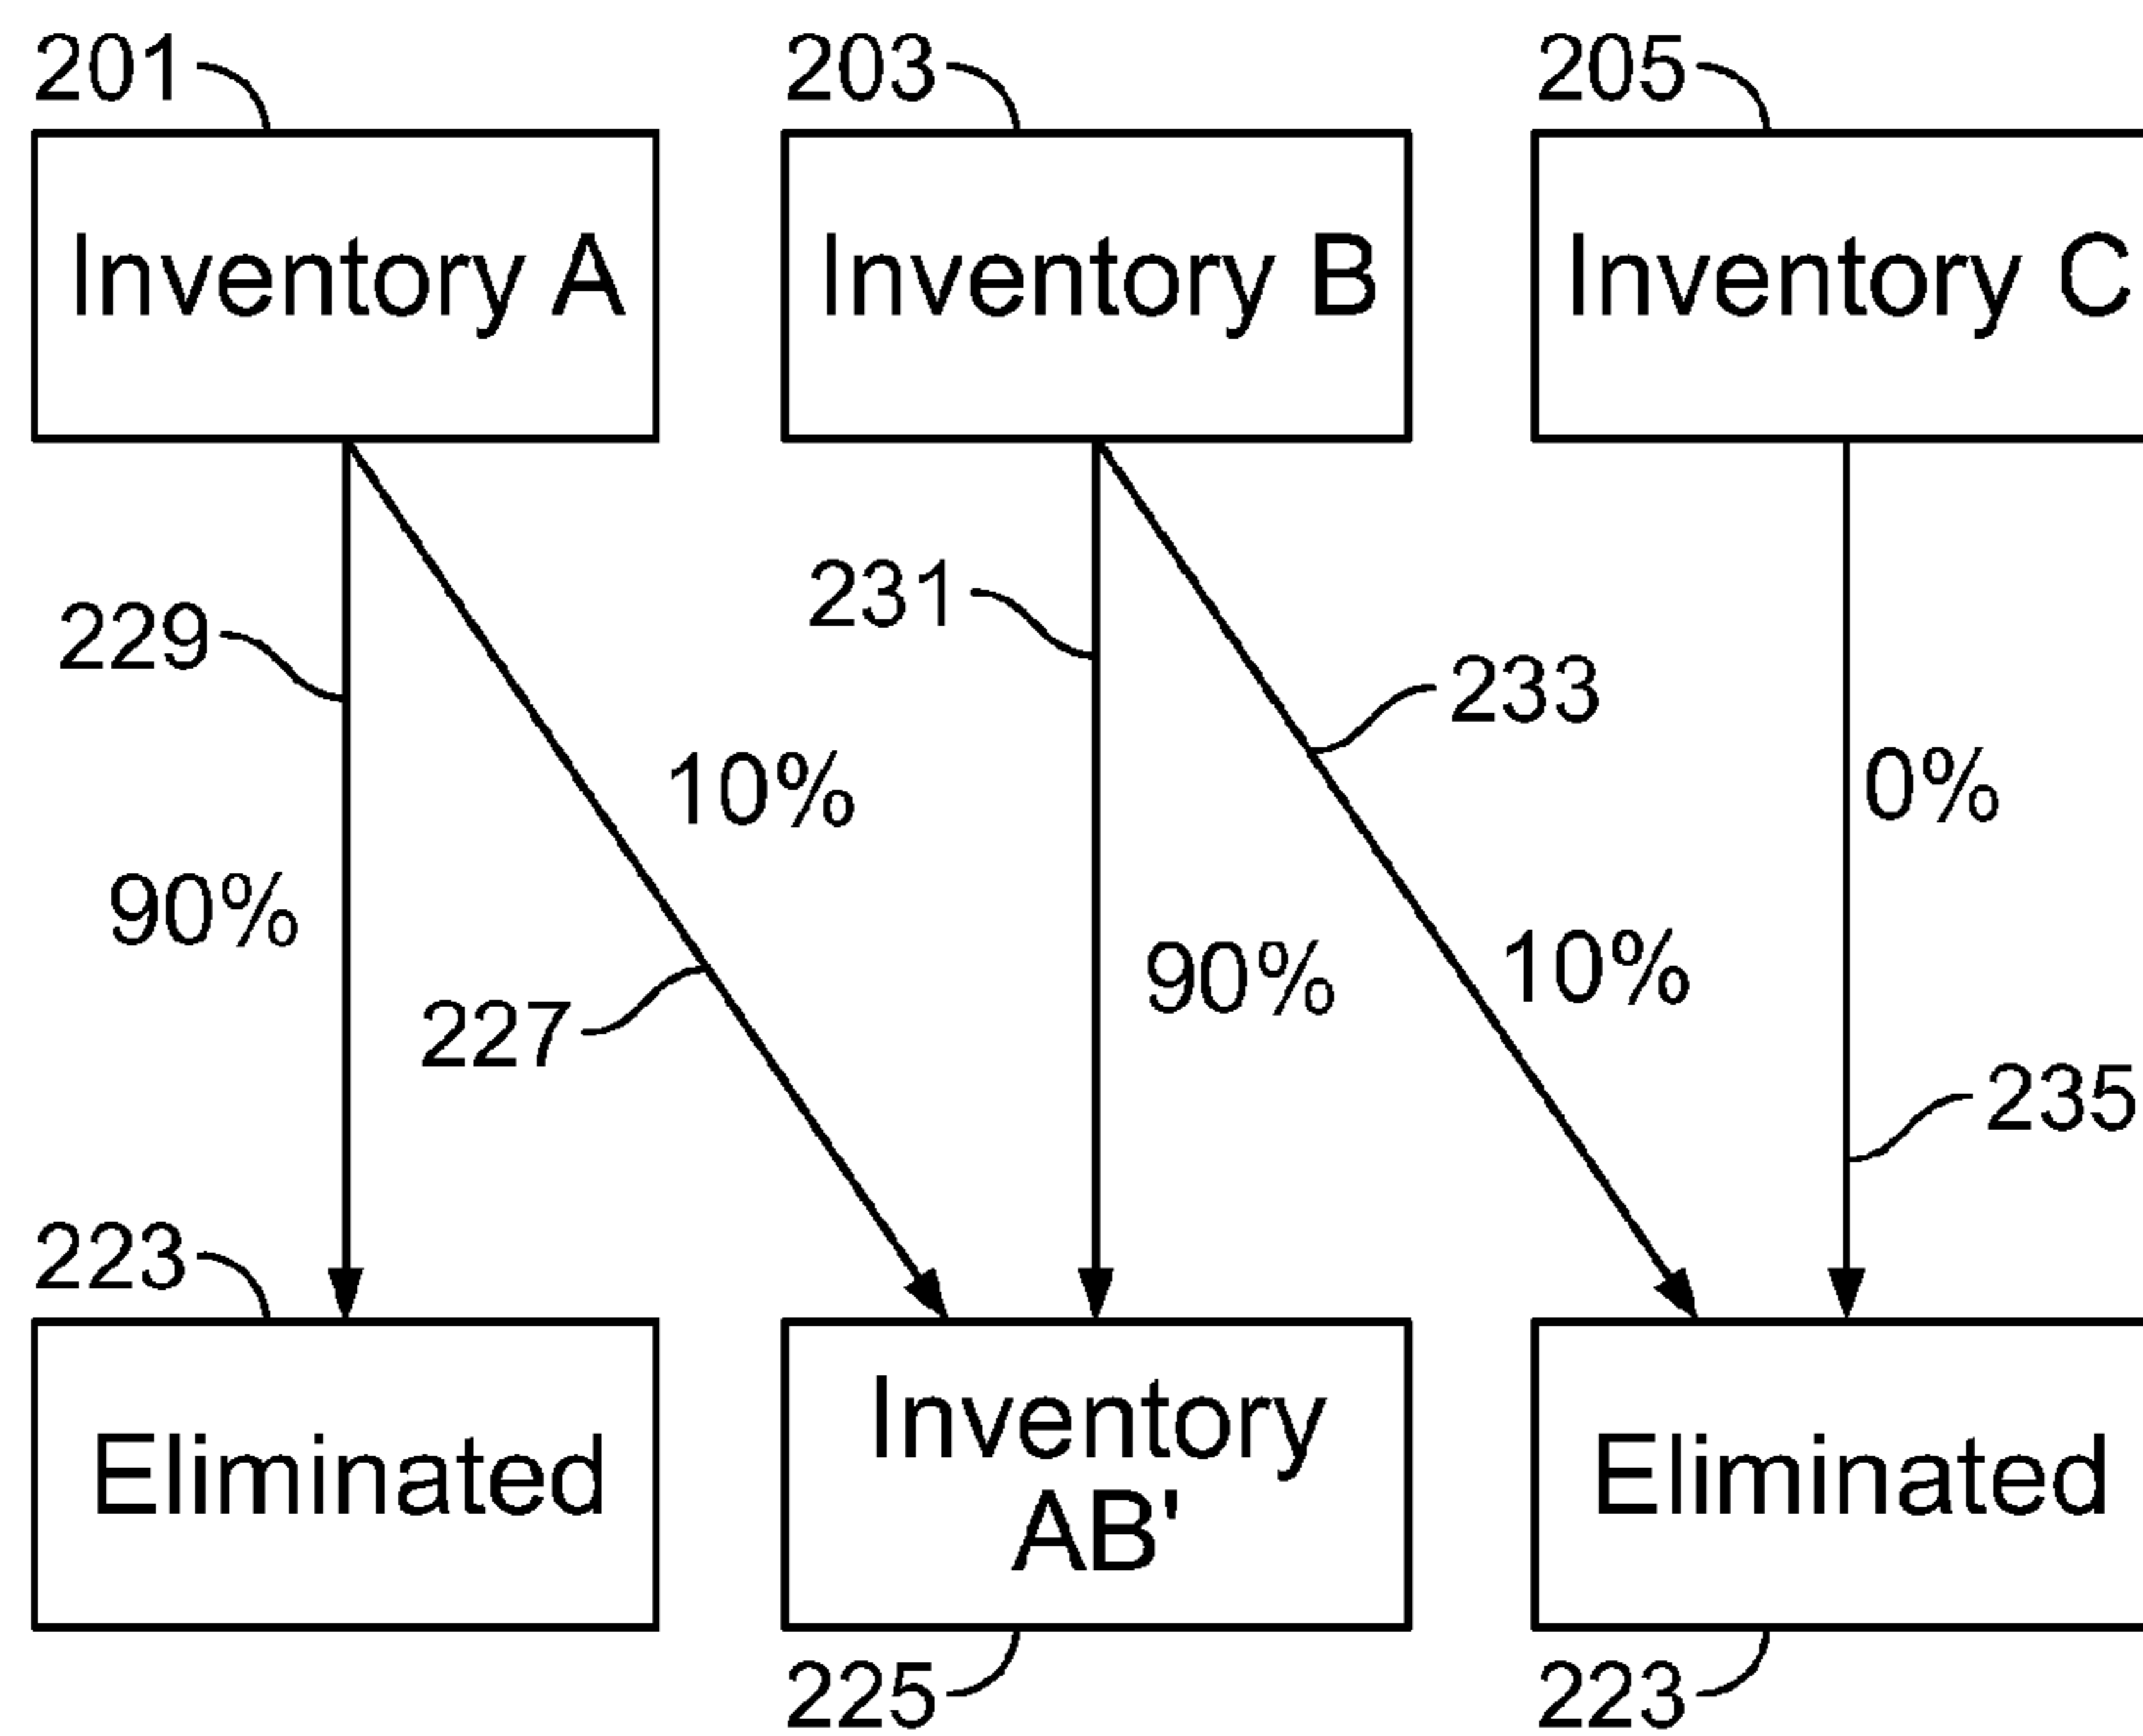 201
203
205
Inventory A
Inventory B
Inventory C
231
229
233
10%
0%
90%
90%
10%
227
235
223
Eliminated
Inventory
AB'
Eliminated
225
223